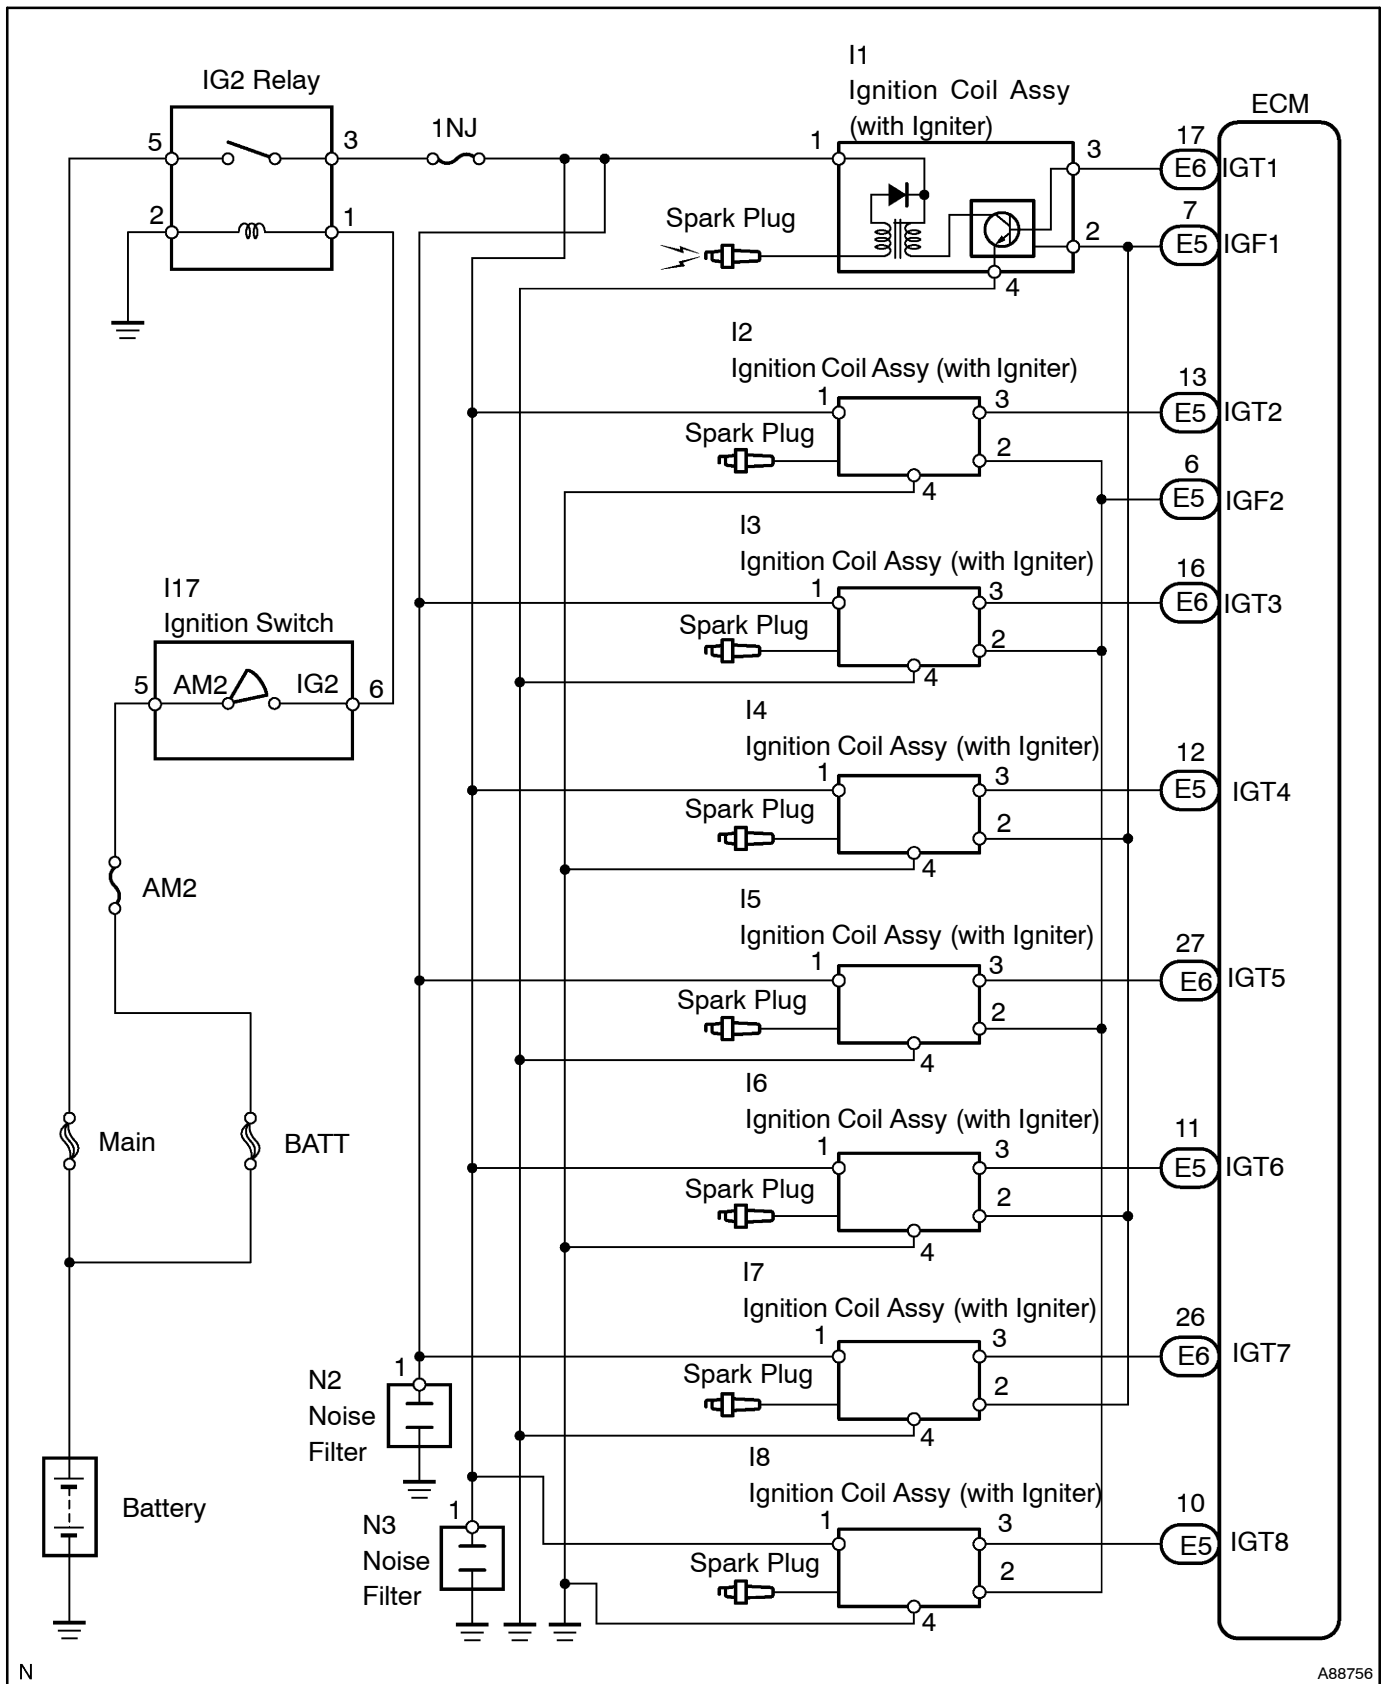 I1
IG2 Relay
Ignition Coil Assy
ECM
(with Igniter)
1NJ
5
3
1
3
17
E6
IGT1
Spark Plug
7
2
1
2
E5
IGF1
4
I2
Ignition Coil Assy (with Igniter)
13
1
3
E5
IGT2
Spark Plug
2
6
4
E5
IGF2
I3
Ignition Coil Assy (with Igniter)
16
I17
1
3
E6
IGT3
Ignition Switch
Spark Plug
2
5
AM2
IG2
6
4
I4
Ignition Coil Assy (with Igniter)
12
1
3
E5
IGT4
Spark Plug
2
AM2
4
I5
Ignition Coil Assy (with Igniter)
27
1
3
E6
IGT5
Spark Plug
2
4
I6
Ignition Coil Assy (with Igniter)
11
Main
BATT
1
3
E5
IGT6
Spark Plug
2
4
I7
Ignition Coil Assy (with Igniter)
26
1
3
E6
IGT7
1
N2
Noise
Filter
Spark Plug
2
4
I8
Ignition Coil Assy (with Igniter)
10
Battery
1
N3
Noise
Filter
1
3
E5
IGT8
Spark Plug
2
4
N
A88756